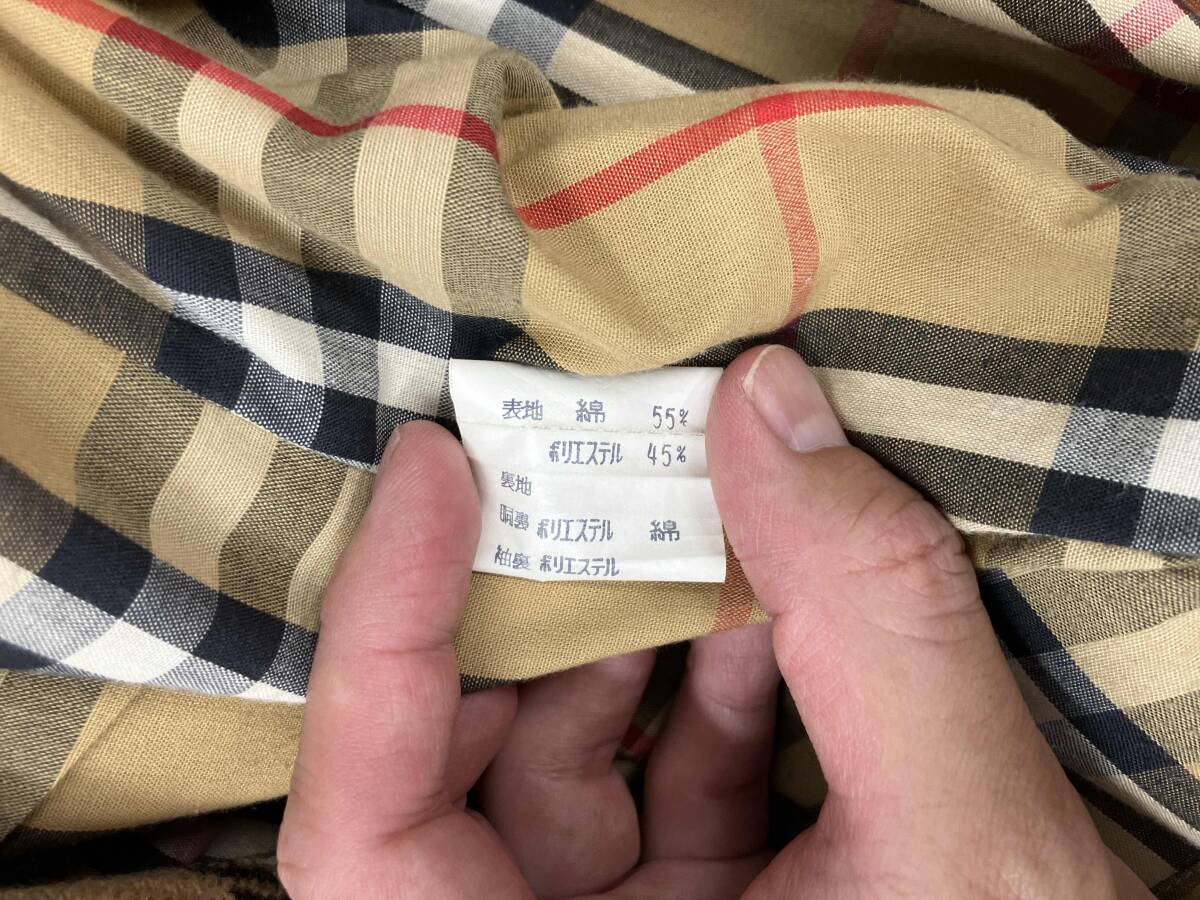 表地 綿 55%
ポリエステル 45%
裏地
胴裏 ポリエステル 綿
袖裏 ポリエステル